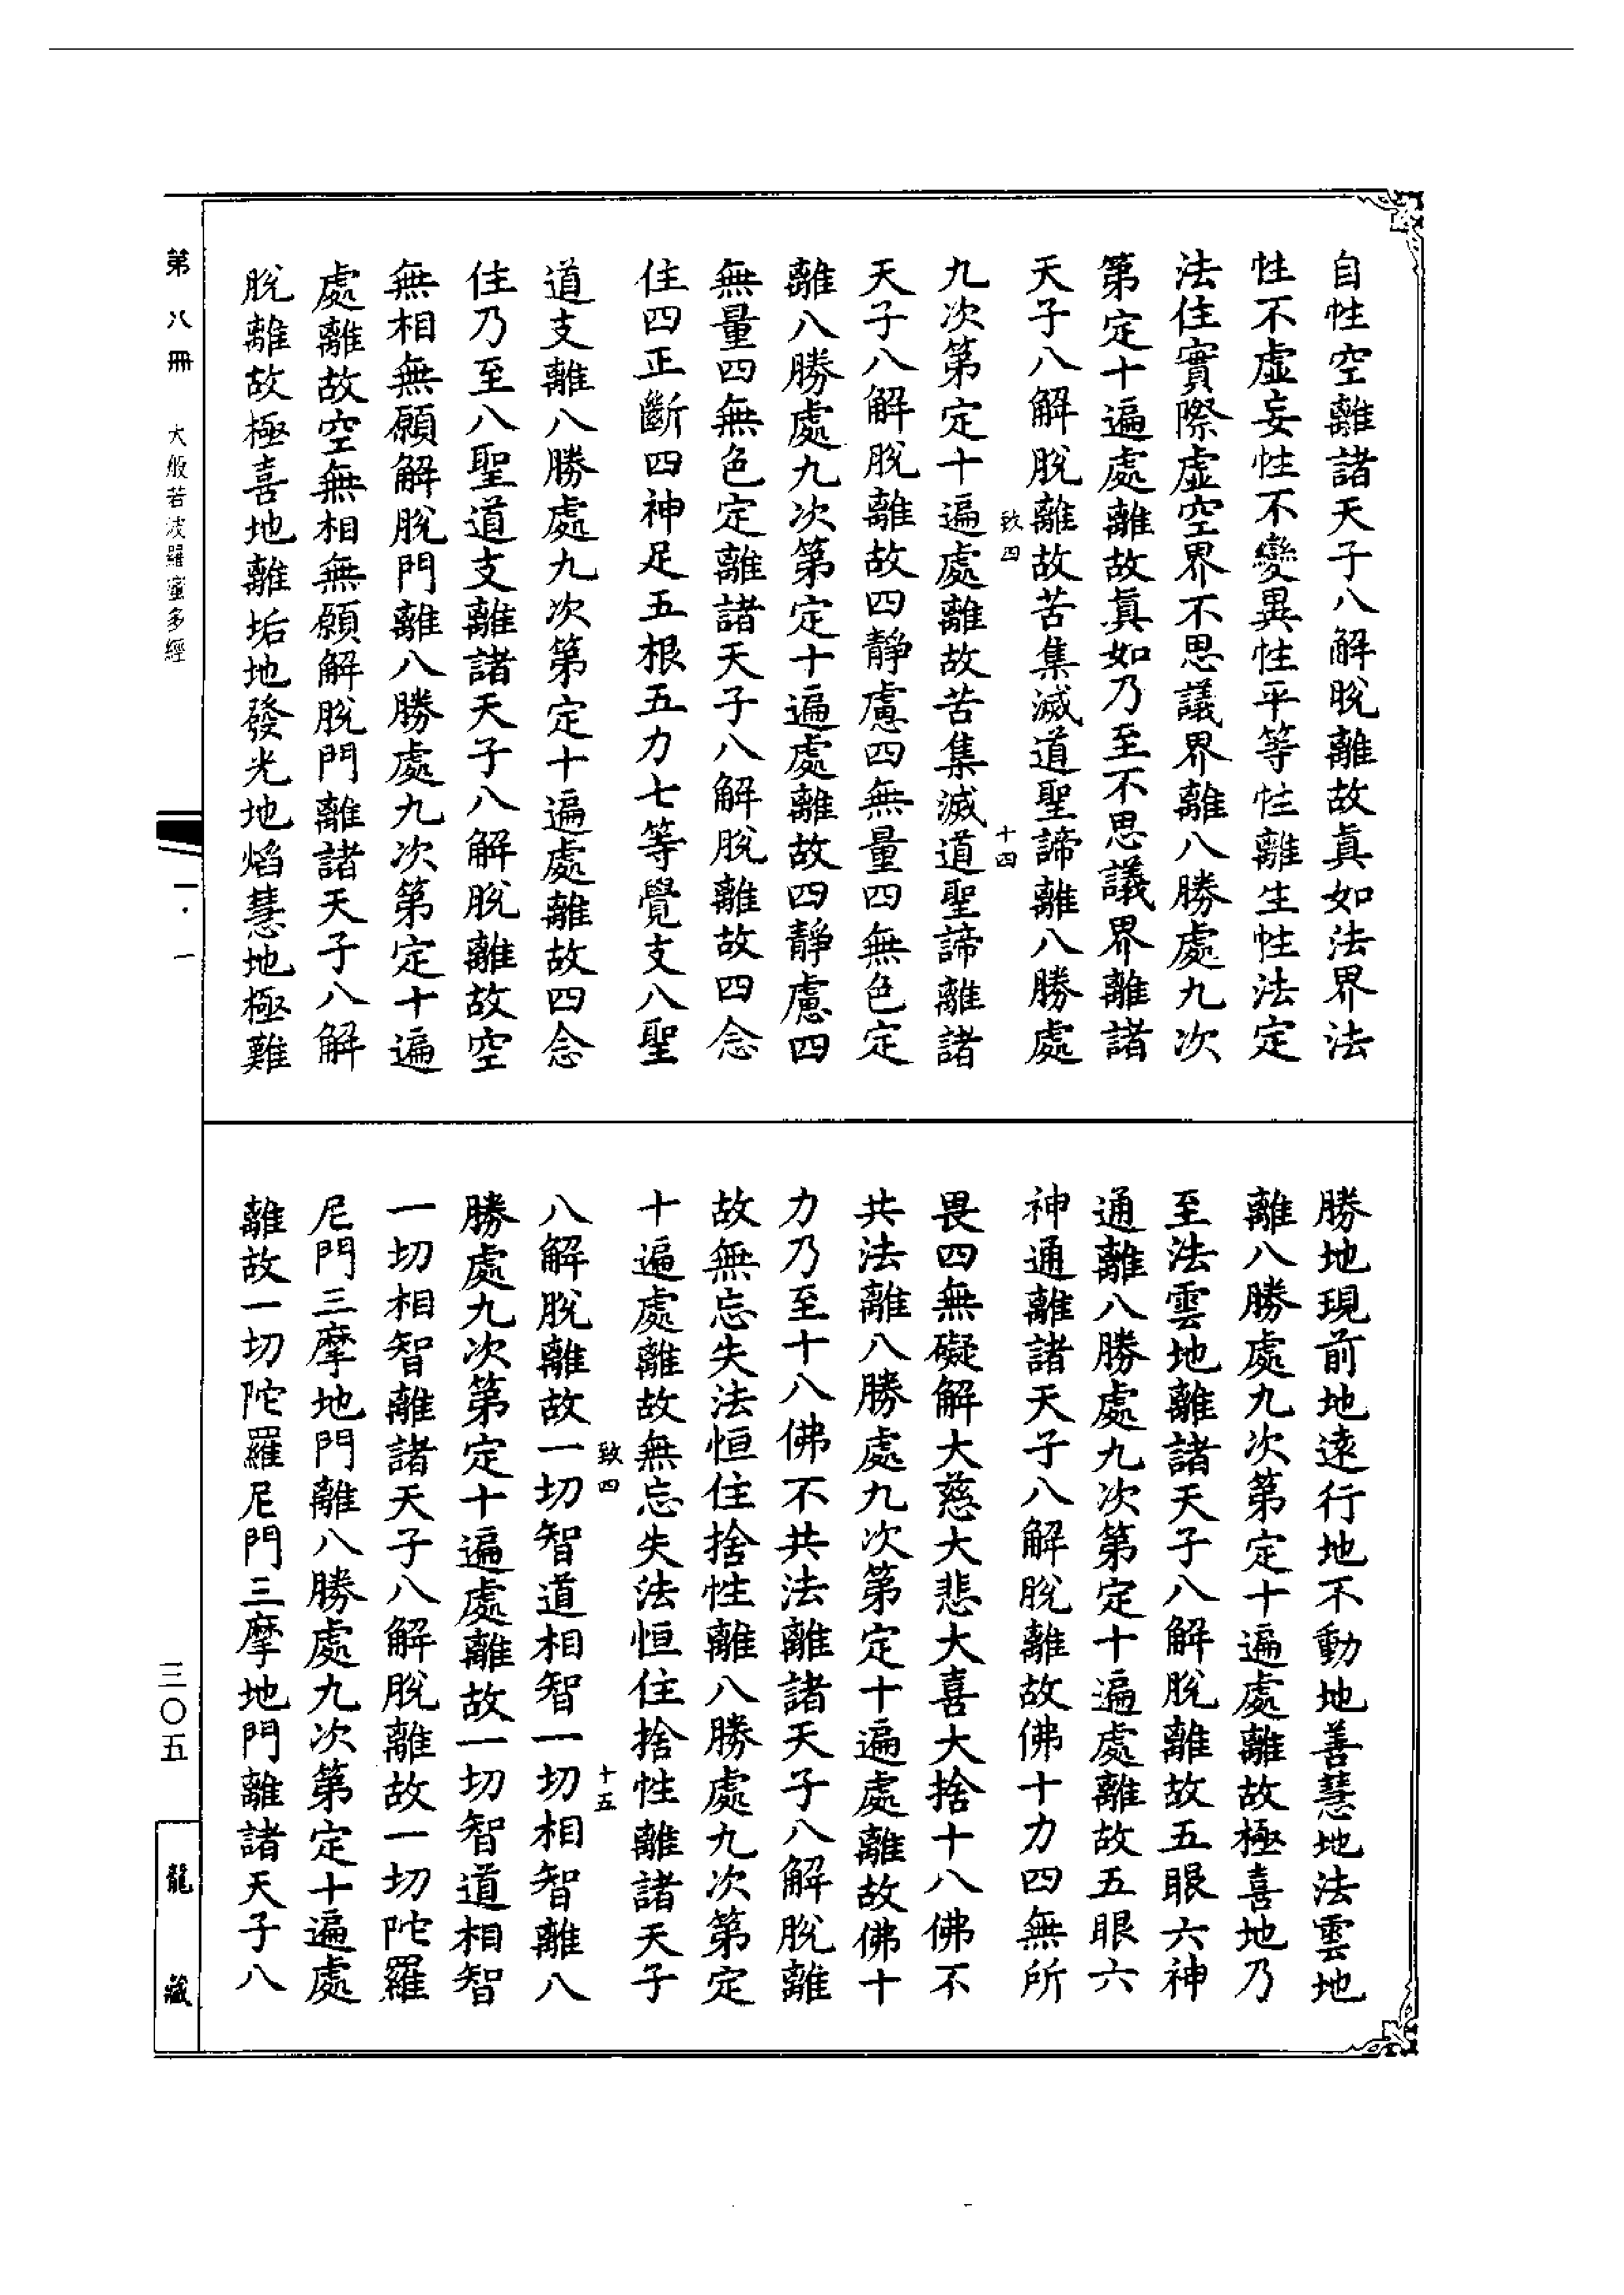 自性空離諸天子八解脫離故真如法界法
性不虛妄性不變異性平等性離生性法定
法住實際虛空界不思議界離八勝處九次
第定十遍處離故真如乃至不思議界離諸
天子八解脫離故苦集滅道聖諦離八勝處
致四
十四
九次第定十遍處離故苦集滅道聖諦離諸
天子八解脫離故四靜慮四無量四無色定
離八勝處九次第定十遍處離故四靜慮四
無量四無色定離諸天子八解脫離故四念
住四正斷四神足五根五力七等覺支八聖
道支離八勝處九次第定十遍處離故四念
住乃至八聖道支離諸天子八解脫離故空
無相無願解脫門離八勝處九次第定十遍
處離故空無相無願解脫門離諸天子八解
脫離故極喜地離垢地發光地焰慧地極難
勝地現前地遠行地不動地善慧地法雲地
離八勝處九次第定十遍處離故極喜地乃
至法雲地離諸天子八解脫離故五眼六神
通離八勝處九次第定十遍處離故五眼六
神通離諸天子八解脫離故佛十力四無所
畏四無礙解大慈大悲大喜大捨十八佛不
共法離八勝處九次第定十遍處離故佛十
力乃至十八佛不共法離諸天子八解脫離
故無忘失法恒住捨性離八勝處九次第定
十遍處離故無忘失法恒住捨性離諸天子
致四
十五
八解脫離故一切智道相智一切相智離八
勝處九次第定十遍處離故一切智道相智
一切相智離諸天子八解脫離故一切陀羅
尼門三摩地門離八勝處九次第定十遍處
離故一切陀羅尼門三摩地門離諸天子八
第八冊
大般若波羅蜜多經
一·一
三〇五
龍藏